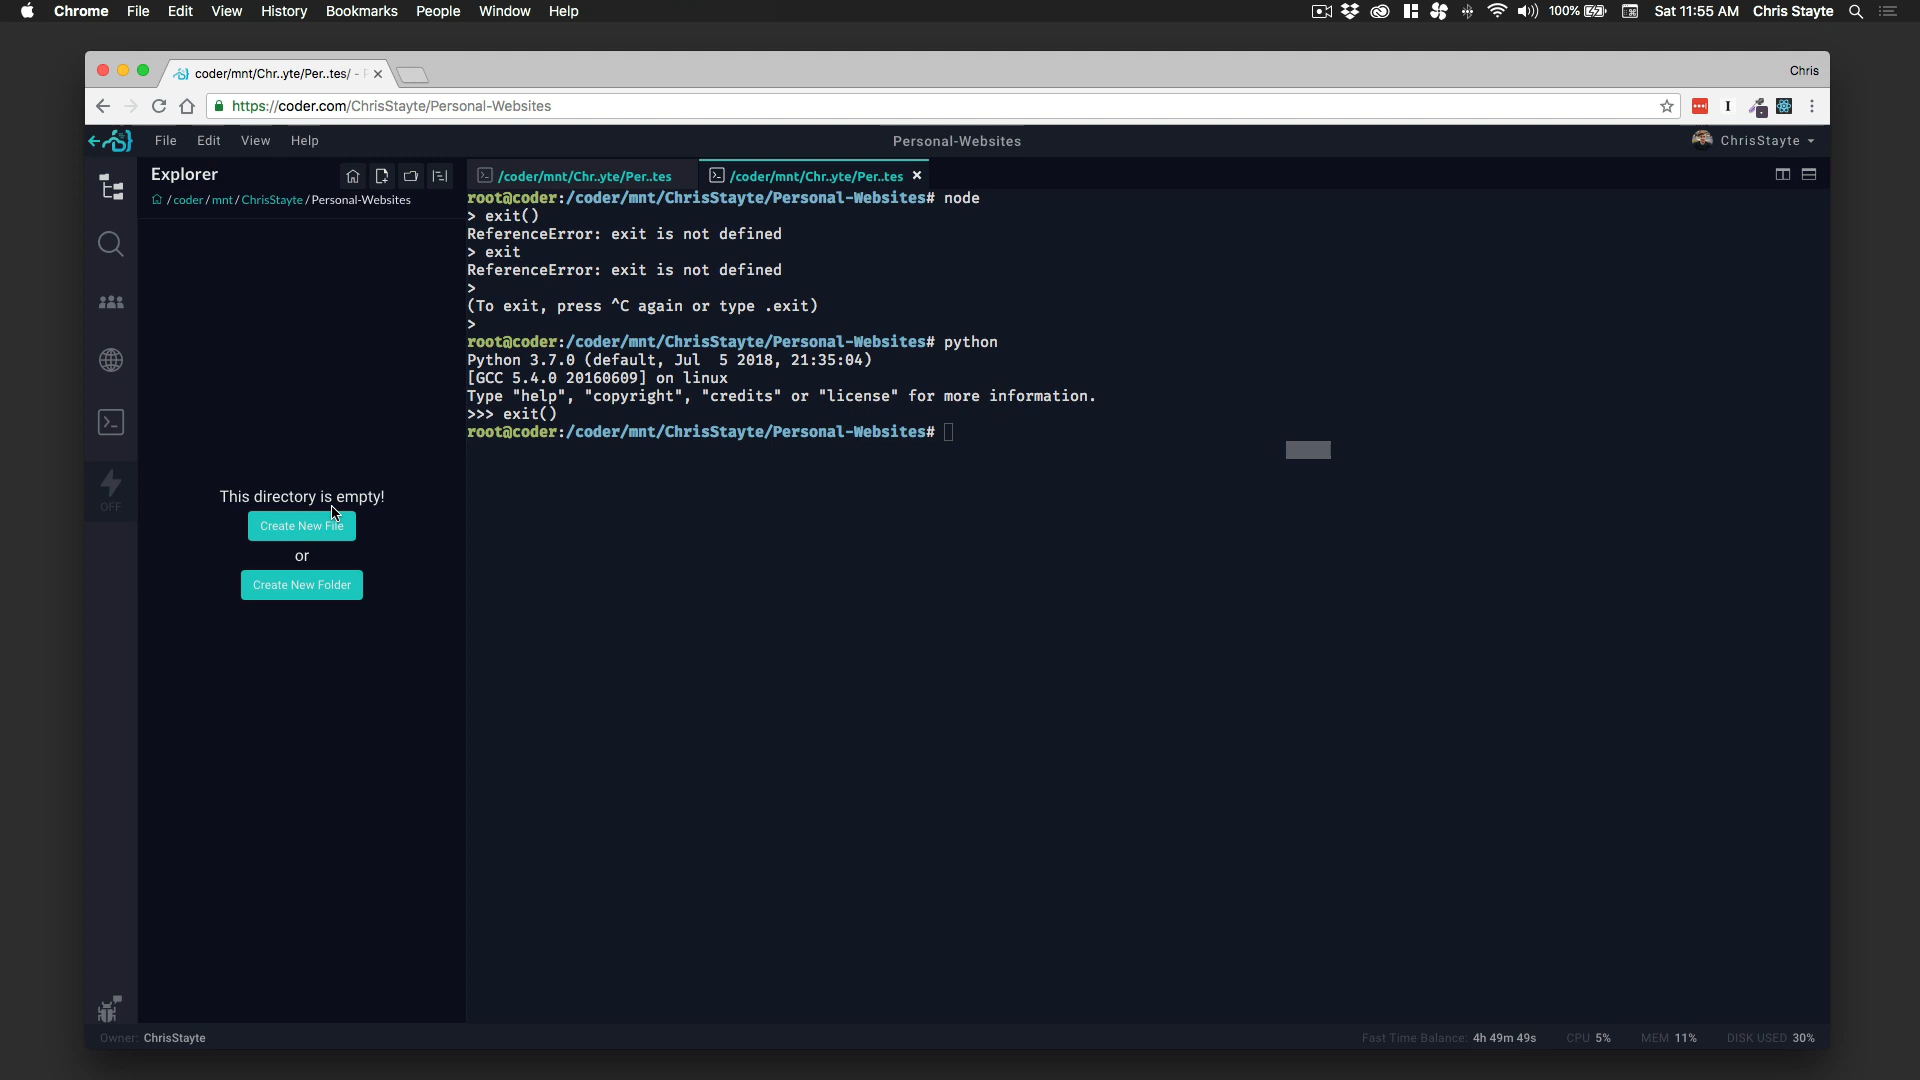 Chrome File Edit View History Bookmarks People Window Help 100% Sat 11:55 AM Chris Stayte
coder/mnt/Chr..yte/Per..tes/ - Chris
https://coder.com/ChrisStayte/Personal-Websites
File Edit View Help Personal-Websites ChrisStayte
Explorer
/ coder / mnt / ChrisStayte / Personal-Websites
/coder/mnt/Chr..yte/Per..tes /coder/mnt/Chr..yte/Per..tes
root@coder:/coder/mnt/ChrisStayte/Personal-Websites# node
> exit()
ReferenceError: exit is not defined
> exit
ReferenceError: exit is not defined
>
(To exit, press ^C again or type .exit)
>
root@coder:/coder/mnt/ChrisStayte/Personal-Websites# python
Python 3.7.0 (default, Jul  5 2018, 21:35:04)
[GCC 5.4.0 20160609] on linux
Type "help", "copyright", "credits" or "license" for more information.
>>> exit()
root@coder:/coder/mnt/ChrisStayte/Personal-Websites#
OFF
This directory is empty!
Create New File
or
Create New Folder
Owner: ChrisStayte Fast Time Balance: 4h 49m 49s CPU 5% MEM 11% DISK USED 30%